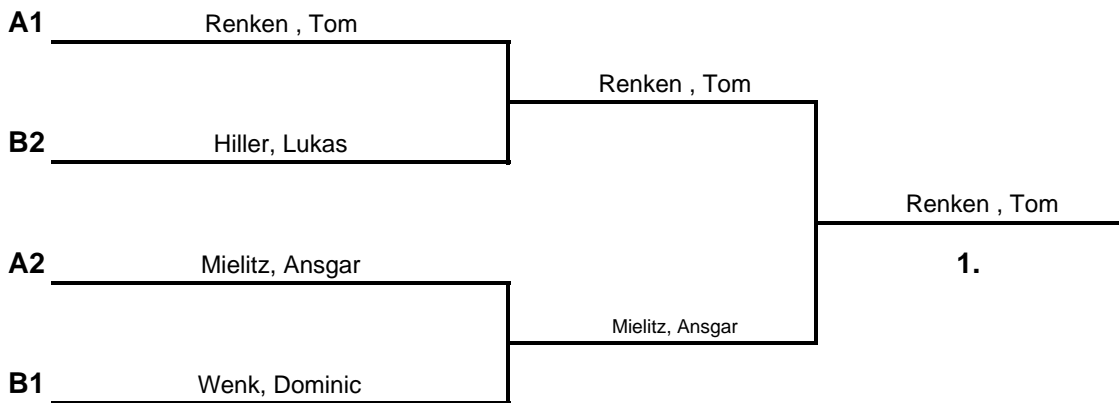 A1 Renken , Tom
Renken , Tom
B2 Hiller, Lukas
Renken , Tom
A2 Mielitz, Ansgar
1.
Mielitz, Ansgar
B1 Wenk, Dominic